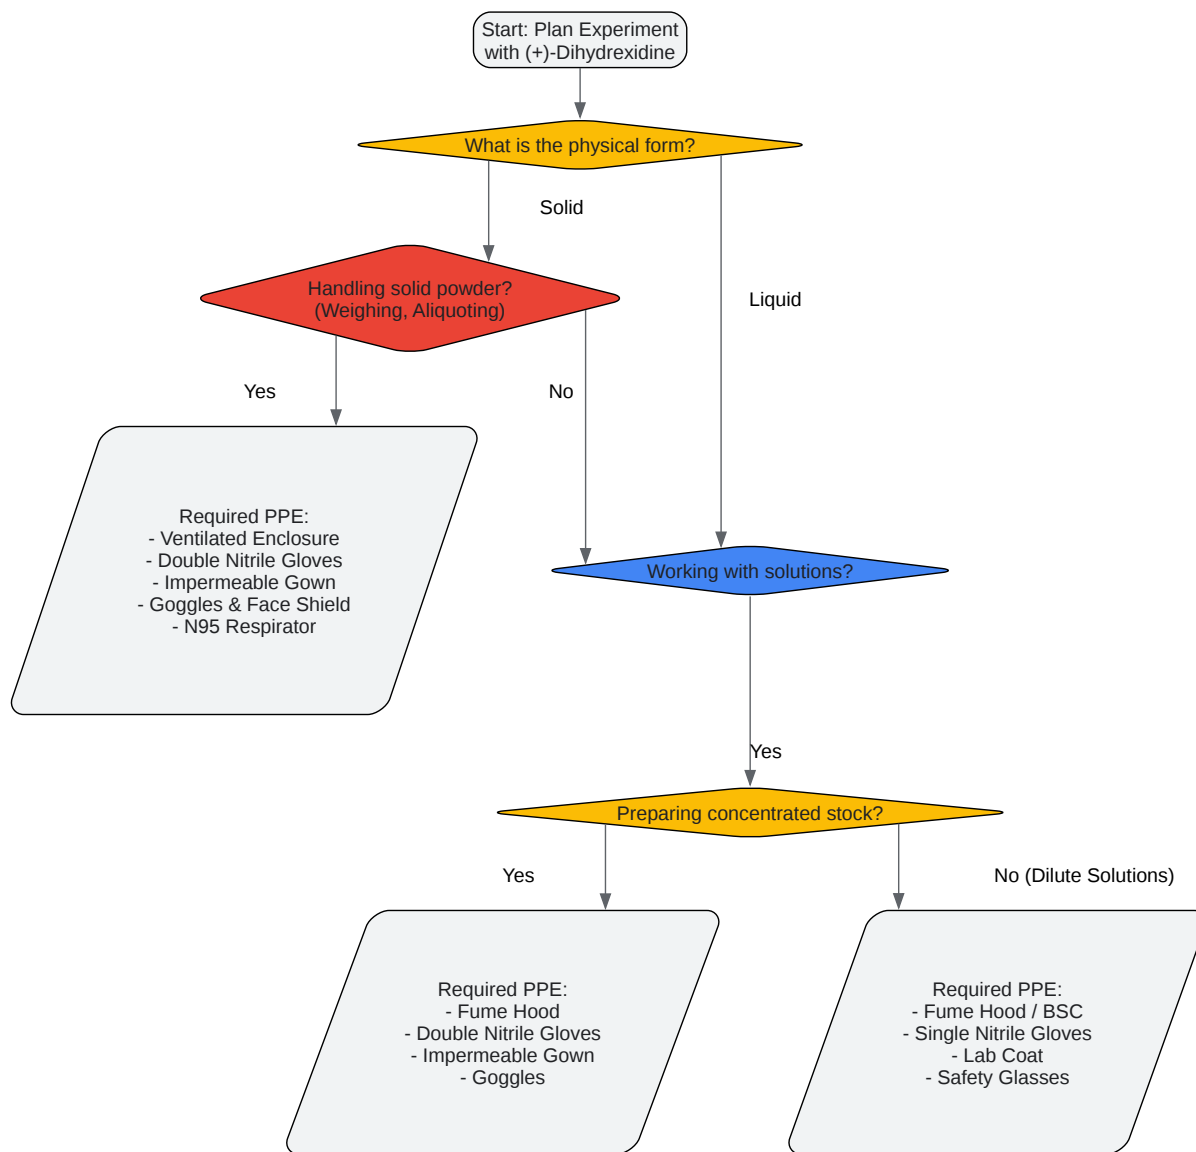 Start: Plan Experiment
with (+)-Dihydrexidine
What is the physical form?
Solid
Handling solid powder?
(Weighing, Aliquoting)
Liquid
Yes
No
Required PPE:
- Ventilated Enclosure
- Double Nitrile Gloves
- Impermeable Gown
- Goggles & Face Shield
- N95 Respirator
Working with solutions?
Yes
Preparing concentrated stock?
Yes
No (Dilute Solutions)
Required PPE:
- Fume Hood
- Double Nitrile Gloves
- Impermeable Gown
- Goggles
Required PPE:
- Fume Hood / BSC
- Single Nitrile Gloves
- Lab Coat
- Safety Glasses